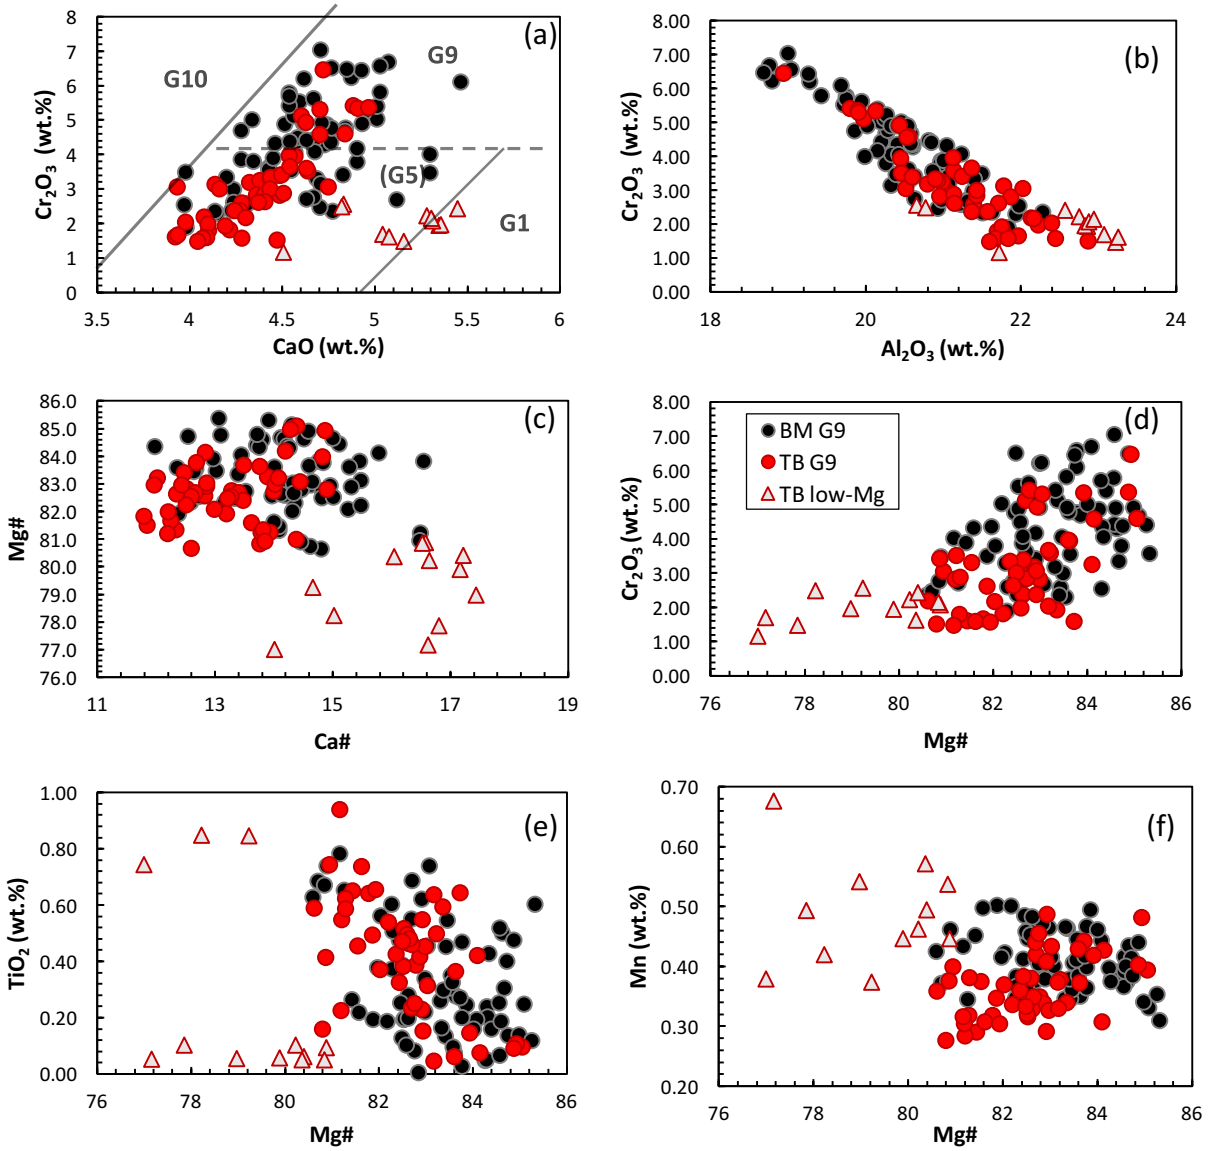 (a)
G10
G9
(G5)
G1
8
7
6
5
4
3
2
1
0
3.5 4 4.5 5 5.5 6
Cr₂O₃ (wt.%)
CaO (wt.%)
(b)
8.00
7.00
6.00
5.00
4.00
3.00
2.00
1.00
0.00
18 20 22 24
Cr₂O₃ (wt.%)
Al₂O₃ (wt.%)
(c)
86.0
85.0
84.0
83.0
82.0
81.0
80.0
79.0
78.0
77.0
76.0
11 13 15 17 19
Mg#
Ca#
(d)
BM G9
TB G9
TB low-Mg
8.00
7.00
6.00
5.00
4.00
3.00
2.00
1.00
0.00
76 78 80 82 84 86
Cr₂O₃ (wt.%)
Mg#
(e)
1.00
0.80
0.60
0.40
0.20
0.00
76 78 80 82 84 86
TiO₂ (wt.%)
Mg#
(f)
0.70
0.60
0.50
0.40
0.30
0.20
76 78 80 82 84 86
Mn (wt.%)
Mg#